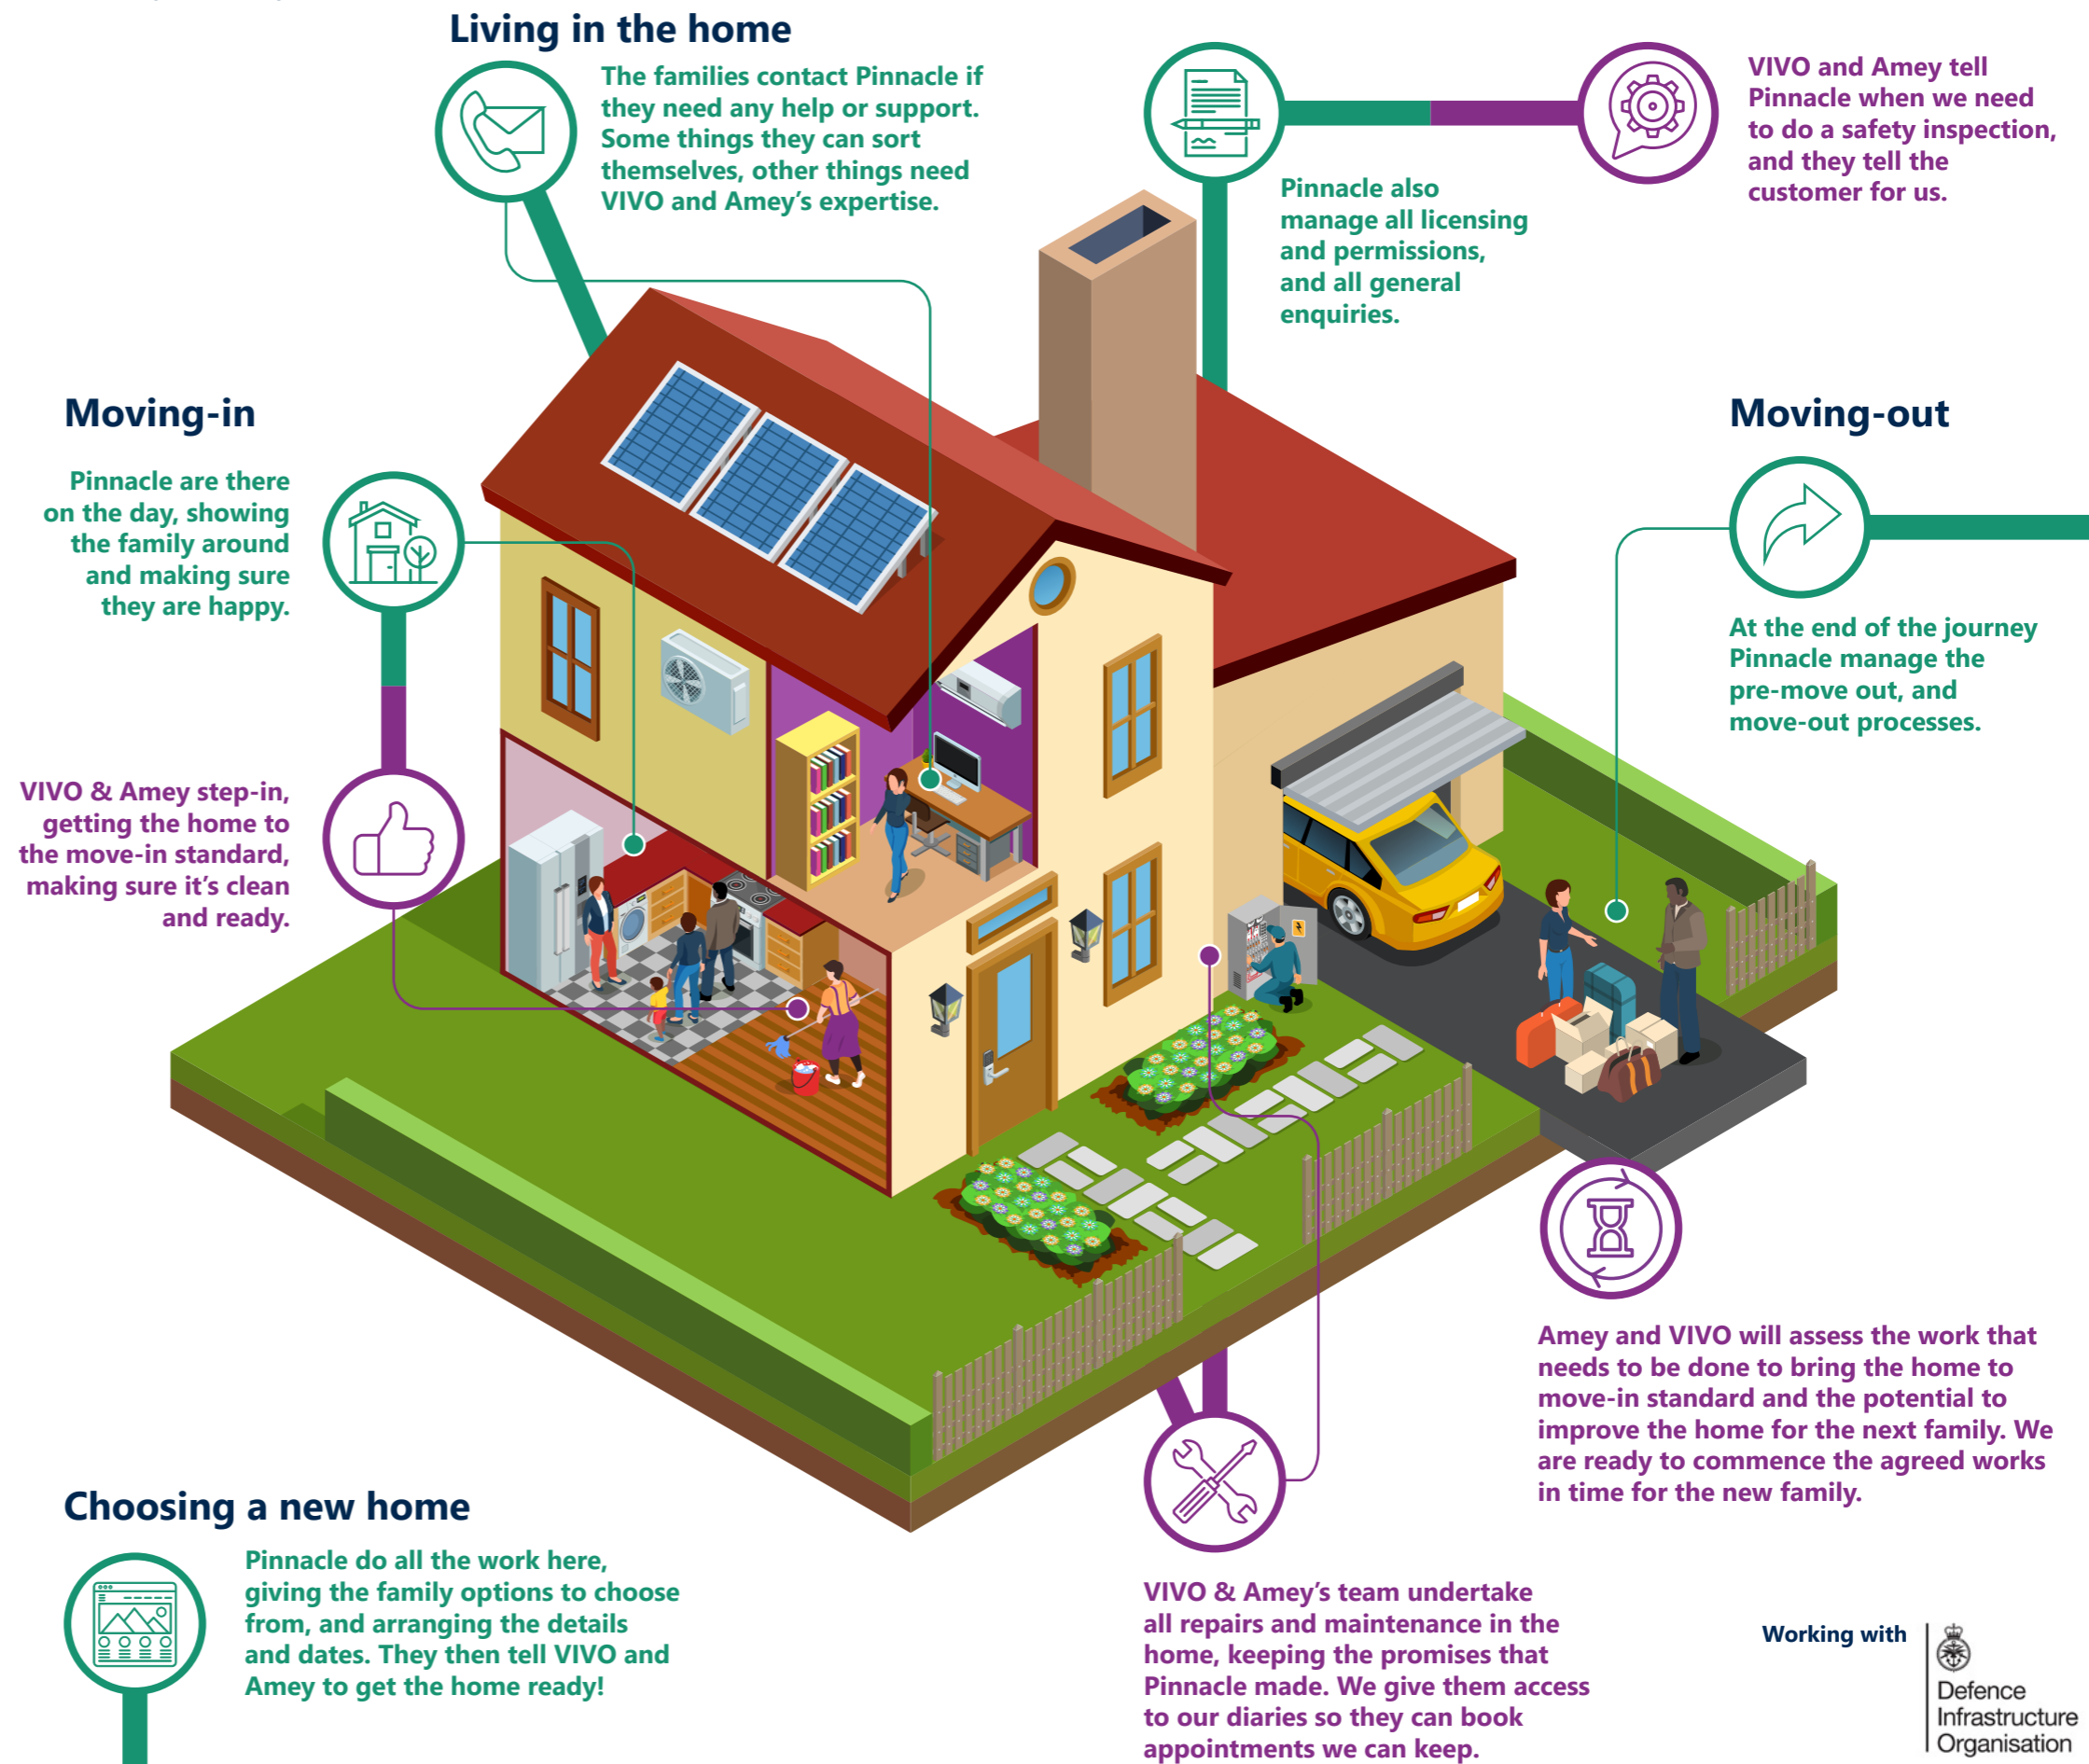 Living in the home
The families contact Pinnacle if
they need any help or support.
Some things they can sort
themselves, other things need
VIVO and Amey's expertise.
Pinnacle also
manage all licensing
and permissions,
and all general
enquiries.
VIVO and Amey tell
Pinnacle when we need
to do a safety inspection,
and they tell the
customer for us.
Moving-in
Pinnacle are there
on the day, showing
the family around
and making sure
they are happy.
VIVO & Amey step-in,
getting the home to
the move-in standard,
making sure it's clean
and ready.
Moving-out
At the end of the journey
Pinnacle manage the
pre-move out, and
move-out processes.
Amey and VIVO will assess the work that
needs to be done to bring the home to
move-in standard and the potential to
improve the home for the next family. We
are ready to commence the agreed works
in time for the new family.
Choosing a new home
Pinnacle do all the work here,
giving the family options to choose
from, and arranging the details
and dates. They then tell VIVO and
Amey to get the home ready!
VIVO & Amey's team undertake
all repairs and maintenance in the
home, keeping the promises that
Pinnacle made. We give them access
to our diaries so they can book
appointments we can keep.
Working with
Defence
Infrastructure
Organisation